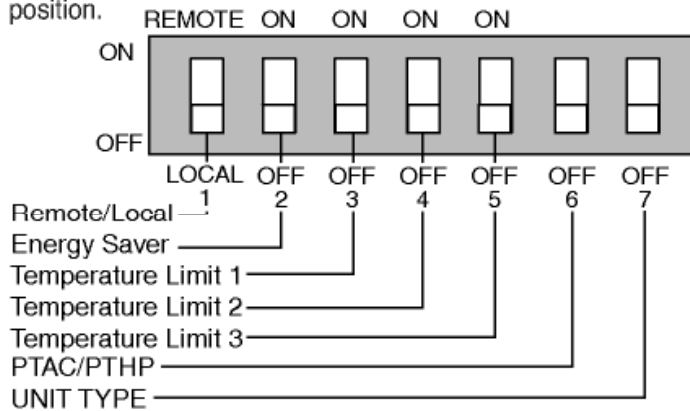 position.
REMOTE ON ON ON ON
ON
OFF
LOCAL OFF OFF OFF OFF OFF OFF
1 2 3 4 5 6 7
Remote/Local
Energy Saver
Temperature Limit 1
Temperature Limit 2
Temperature Limit 3
PTAC/PTHP
UNIT TYPE